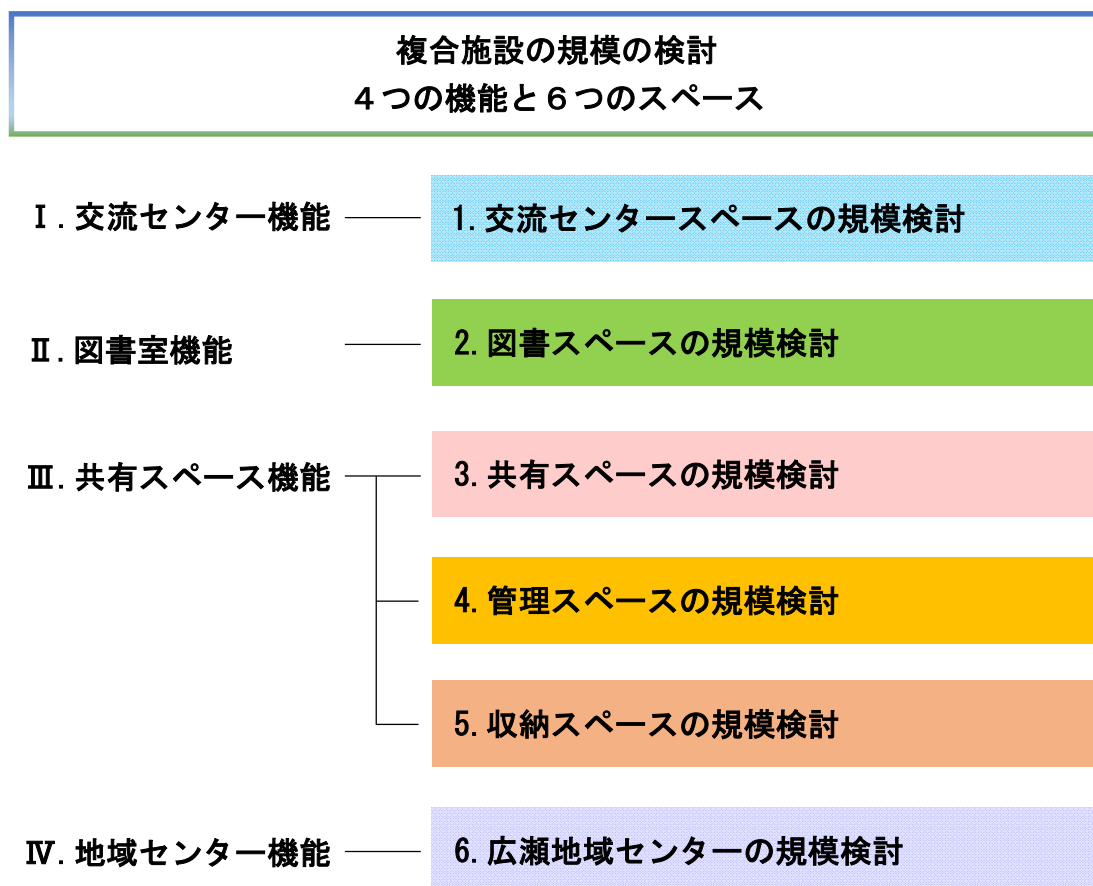 複合施設の規模の検討
４つの機能と６つのスペース
Ⅰ.交流センター機能
1.交流センタースペースの規模検討
Ⅱ.図書室機能
2.図書スペースの規模検討
Ⅲ.共有スペース機能
3.共有スペースの規模検討
4.管理スペースの規模検討
5.収納スペースの規模検討
Ⅳ.地域センター機能
6.広瀬地域センターの規模検討